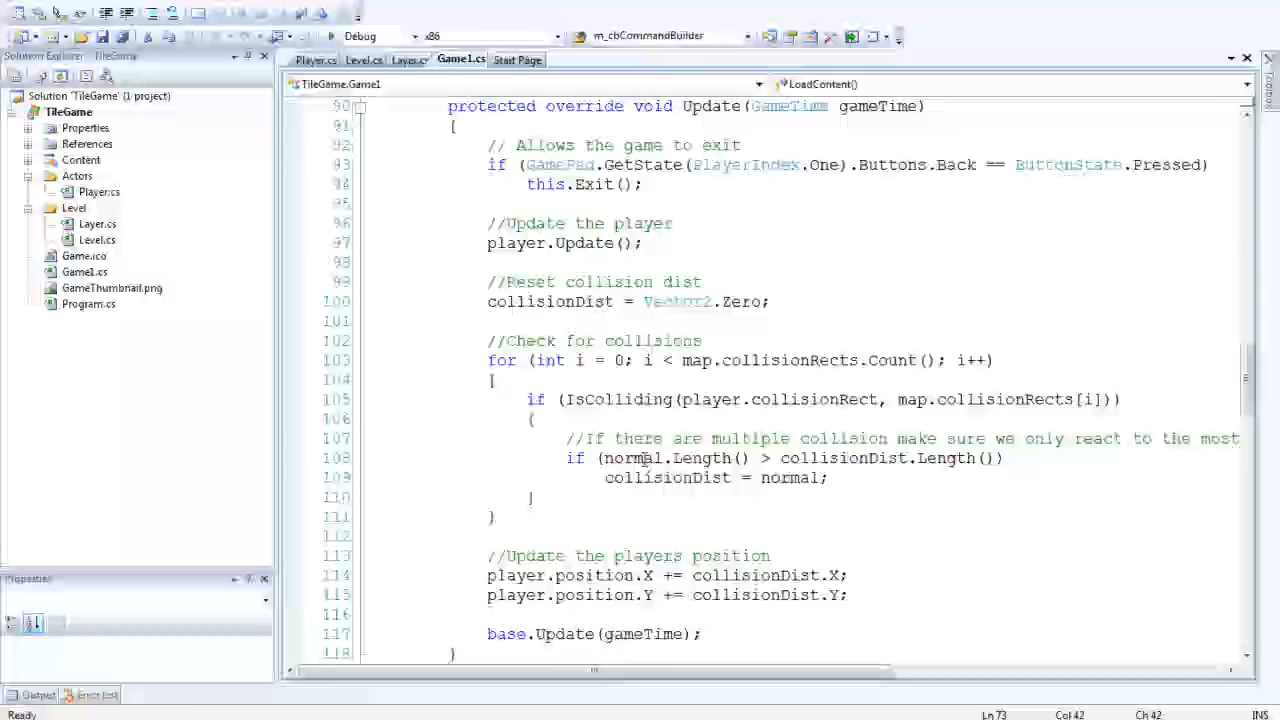 Debug
x86
m_cbCommandBuilder
Solution Explorer TileGame
Player.cs Level.cs Layer.cs Game1.cs Start Page
TileGame.Game1
LoadContent()
Toolbox
Solution 'TileGame' (1 project)
TileGame
Properties
References
Content
Actors
Player.cs
Level
Layer.cs
Level.cs
Game.ico
Game1.cs
GameThumbnail.png
Program.cs
Properties
90 protected override void Update(GameTime gameTime)
91 {
92 // Allows the game to exit
93 if (GamePad.GetState(PlayerIndex.One).Buttons.Back == ButtonState.Pressed)
94 this.Exit();
95
96 //Update the player
97 player.Update();
98
99 //Reset collision dist
100 collisionDist = Vector2.Zero;
101
102 //Check for collisions
103 for (int i = 0; i < map.collisionRects.Count(); i++)
104 {
105 if (IsColliding(player.collisionRect, map.collisionRects[i]))
106 {
107 //If there are multiple collision make sure we only react to the most
108 if (normal.Length() > collisionDist.Length())
109 collisionDist = normal;
110 }
111 }
112
113 //Update the players position
114 player.position.X += collisionDist.X;
115 player.position.Y += collisionDist.Y;
116
117 base.Update(gameTime);
118 }
Output Error List
Ready
Ln 73 Col 42 Ch 42 INS